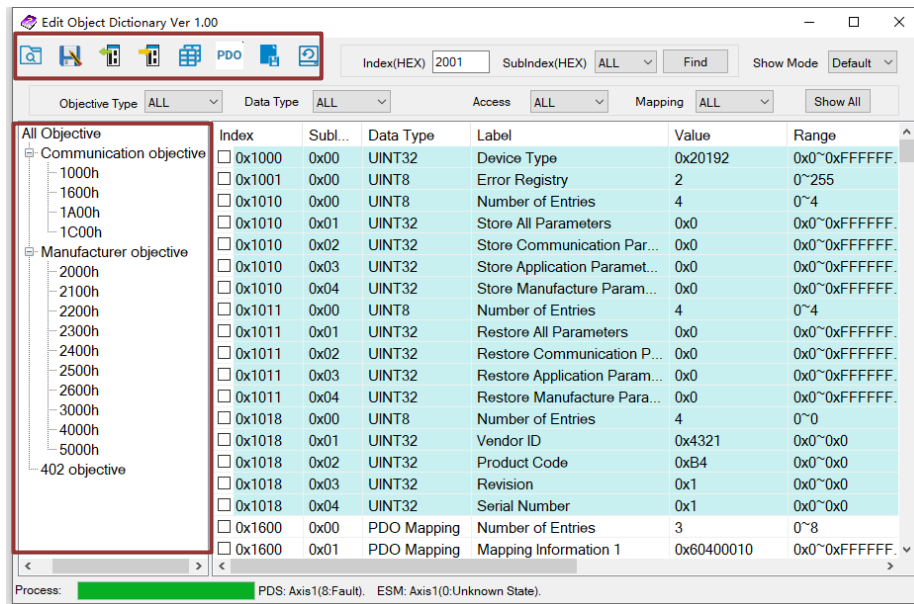 Edit Object Dictionary Ver 1.00
PDO Index(HEX) 2001 SubIndex(HEX) ALL Find Show Mode Default
Objective Type ALL Data Type ALL Access ALL Mapping ALL Show All
All Objective
Communication objective
1000h
1600h
1A00h
1C00h
Manufacturer objective
2000h
2100h
2200h
2300h
2400h
2500h
2600h
3000h
4000h
5000h
402 objective
Index SubI... Data Type Label Value Range
0x1000 0x00 UINT32 Device Type 0x20192 0x0~0xFFFFFF.
0x1001 0x00 UINT8 Error Registry 2 0~255
0x1010 0x00 UINT8 Number of Entries 4 0~4
0x1010 0x01 UINT32 Store All Parameters 0x0 0x0~0xFFFFFF.
0x1010 0x02 UINT32 Store Communication Par... 0x0 0x0~0xFFFFFF.
0x1010 0x03 UINT32 Store Application Paramet... 0x0 0x0~0xFFFFFF.
0x1010 0x04 UINT32 Store Manufacture Param... 0x0 0x0~0xFFFFFF.
0x1011 0x00 UINT8 Number of Entries 4 0~4
0x1011 0x01 UINT32 Restore All Parameters 0x0 0x0~0xFFFFFF.
0x1011 0x02 UINT32 Restore Communication P... 0x0 0x0~0xFFFFFF.
0x1011 0x03 UINT32 Restore Application Param... 0x0 0x0~0xFFFFFF.
0x1011 0x04 UINT32 Restore Manufacture Para... 0x0 0x0~0xFFFFFF.
0x1018 0x00 UINT8 Number of Entries 4 0~0
0x1018 0x01 UINT32 Vendor ID 0x4321 0x0~0x0
0x1018 0x02 UINT32 Product Code 0xB4 0x0~0x0
0x1018 0x03 UINT32 Revision 0x1 0x0~0x0
0x1018 0x04 UINT32 Serial Number 0x1 0x0~0x0
0x1600 0x00 PDO Mapping Number of Entries 3 0~8
0x1600 0x01 PDO Mapping Mapping Information 1 0x60400010 0x0~0xFFFFFF.
Process: PDS: Axis1(8:Fault). ESM: Axis1(0:Unknown State).